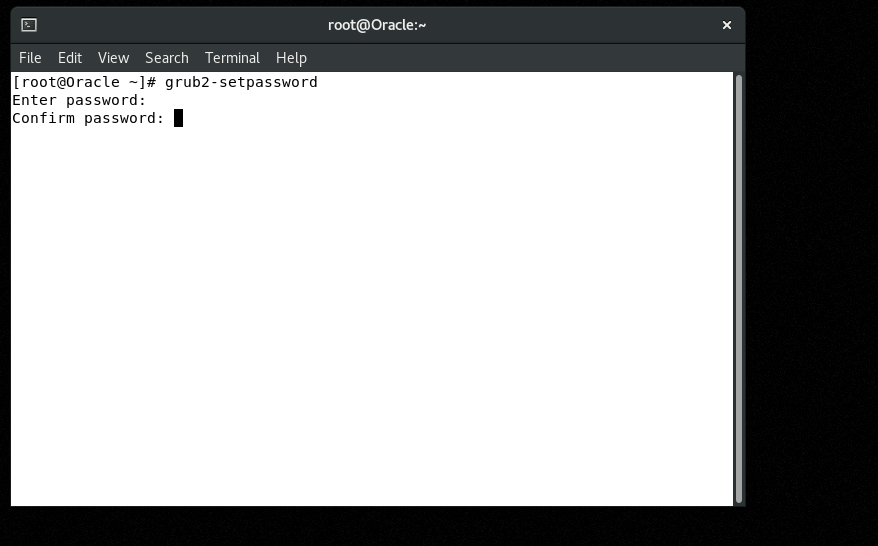 root@Oracle:~
File Edit View Search Terminal Help
[root@Oracle ~]# grub2-setpassword
Enter password:
Confirm password: